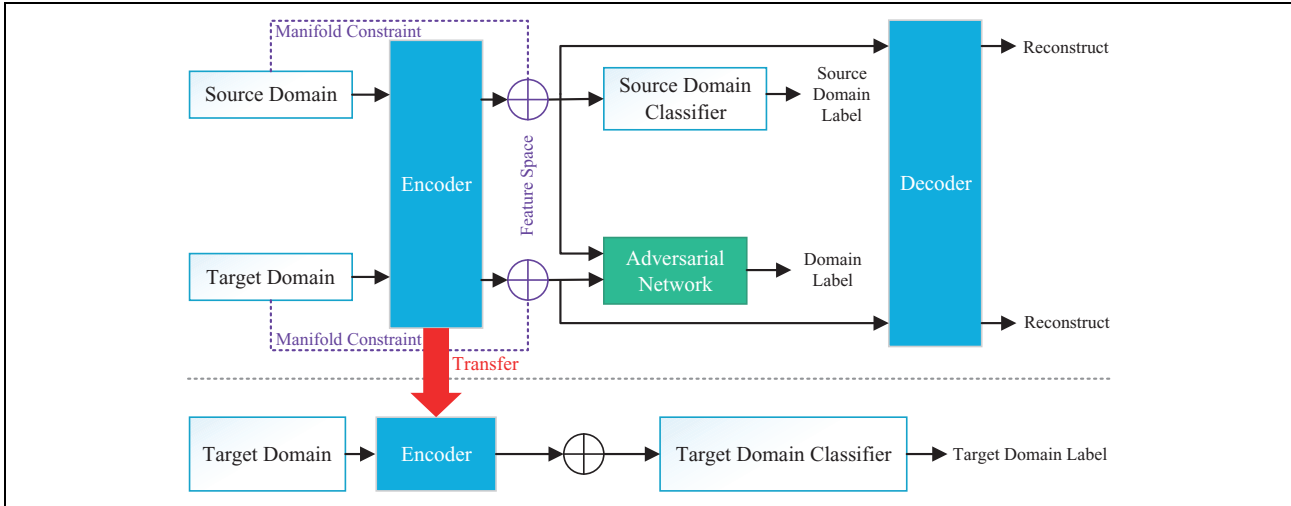 Manifold Constraint
Source Domain
Encoder
Feature Space
Source Domain
Classifier
Source
Domain
Label
Decoder
Reconstruct
Target Domain
Adversarial
Network
Domain
Label
Reconstruct
Manifold Constraint
Transfer
Target Domain
Encoder
Target Domain Classifier
Target Domain Label